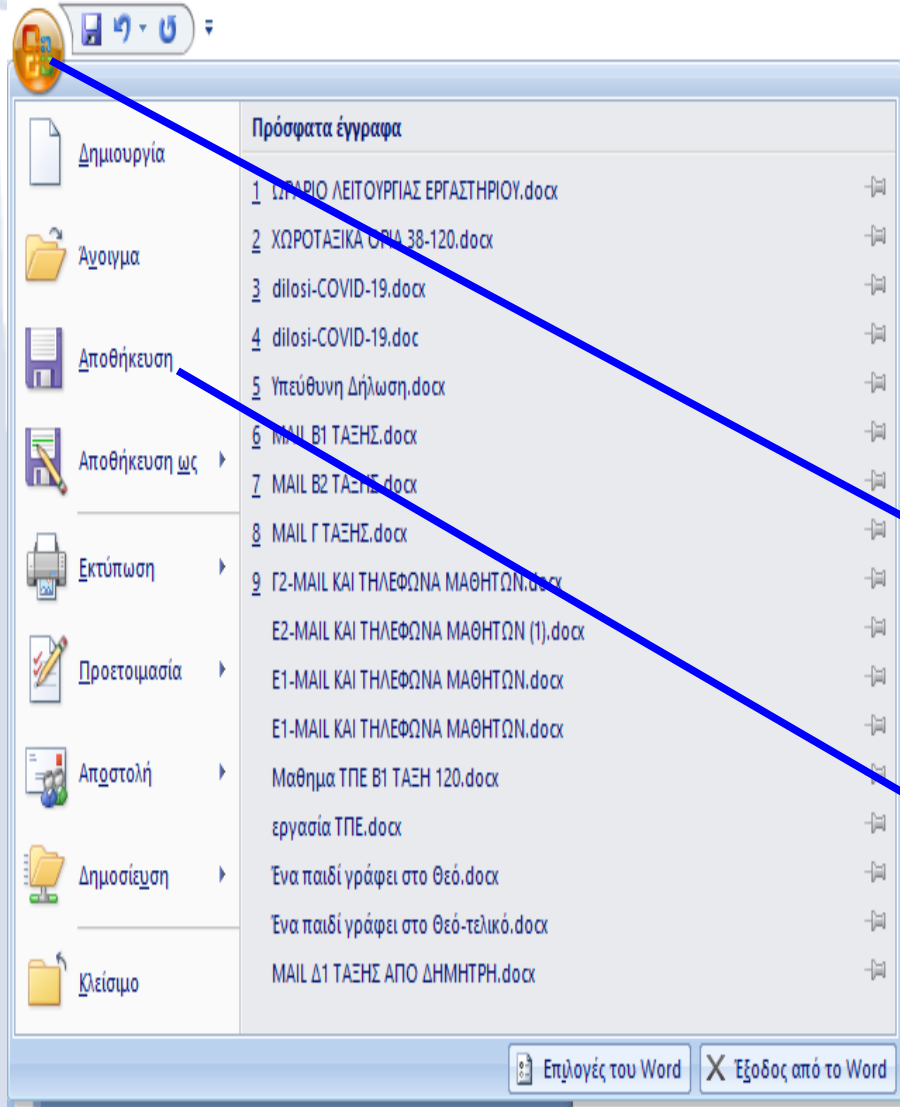 Δημιουργία
Άνοιγμα
Αποθήκευση
Αποθήκευση ως
Εκτύπωση
Προετοιμασία
Αποστολή
Δημοσίευση
Κλείσιμο
Πρόσφατα έγγραφα
1 ΩΡΑΡΙΟ ΛΕΙΤΟΥΡΓΙΑΣ ΕΡΓΑΣΤΗΡΙΟΥ.docx
2 ΧΩΡΟΤΑΞΙΚΑ ΟΡΙΑ 38-120.docx
3 dilosi-COVID-19.docx
4 dilosi-COVID-19.doc
5 Υπεύθυνη Δήλωση.docx
6 MAIL Β1 ΤΑΞΗΣ.docx
7 MAIL B2 ΤΑΞΗΣ.docx
8 MAIL Γ ΤΑΞΗΣ.docx
9 Γ2-MAIL ΚΑΙ ΤΗΛΕΦΩΝΑ ΜΑΘΗΤΩΝ.docx
Ε2-MAIL ΚΑΙ ΤΗΛΕΦΩΝΑ ΜΑΘΗΤΩΝ (1).docx
Ε1-MAIL ΚΑΙ ΤΗΛΕΦΩΝΑ ΜΑΘΗΤΩΝ.docx
Ε1-MAIL ΚΑΙ ΤΗΛΕΦΩΝΑ ΜΑΘΗΤΩΝ.docx
Μαθημα ΤΠΕ Β1 ΤΑΞΗ 120.docx
εργασία ΤΠΕ.docx
Ένα παιδί γράφει στο Θεό.docx
Ένα παιδί γράφει στο Θεό-τελικό.docx
MAIL Δ1 ΤΑΞΗΣ ΑΠΟ ΔΗΜΗΤΡΗ.docx
Επιλογές του Word
Έξοδος από το Word